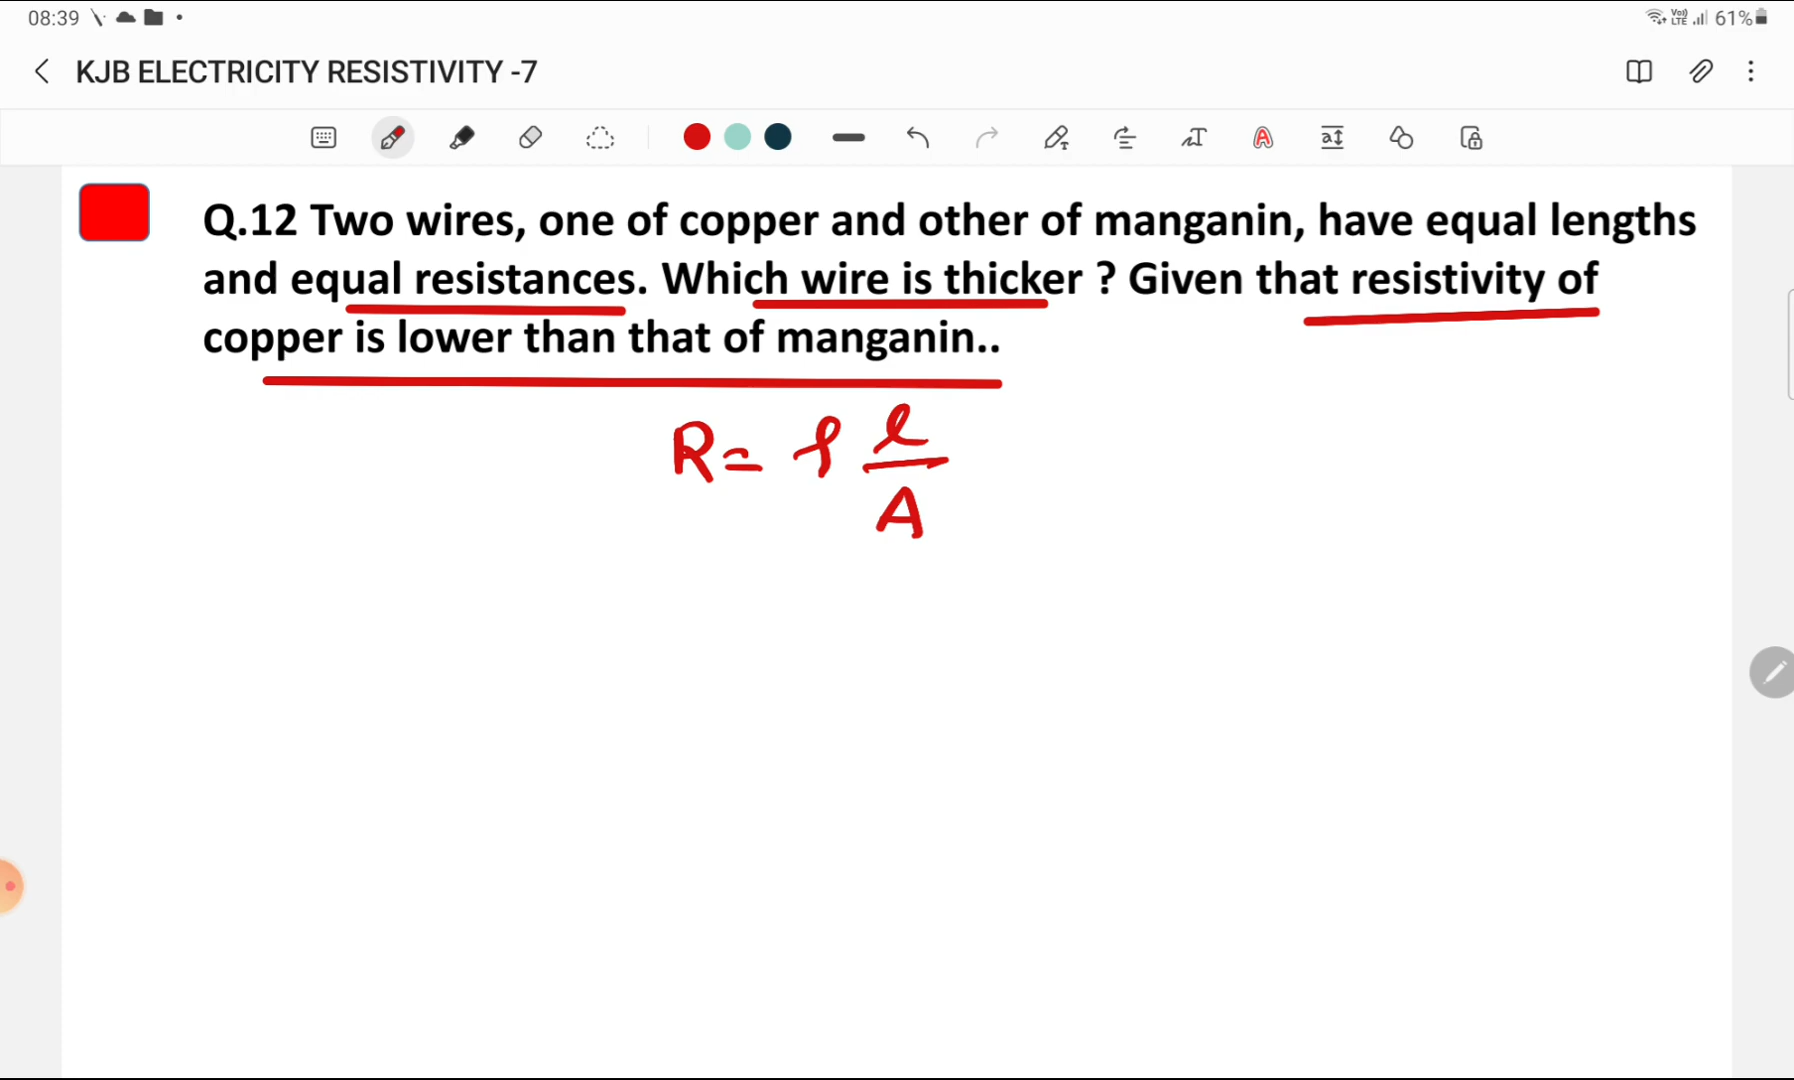 08:39
Vo)) LTE 61%
KJB ELECTRICITY RESISTIVITY -7
Q.12 Two wires, one of copper and other of manganin, have equal lengths
and equal resistances. Which wire is thicker ? Given that resistivity of
copper is lower than that of manganin..
R= ρ l/A